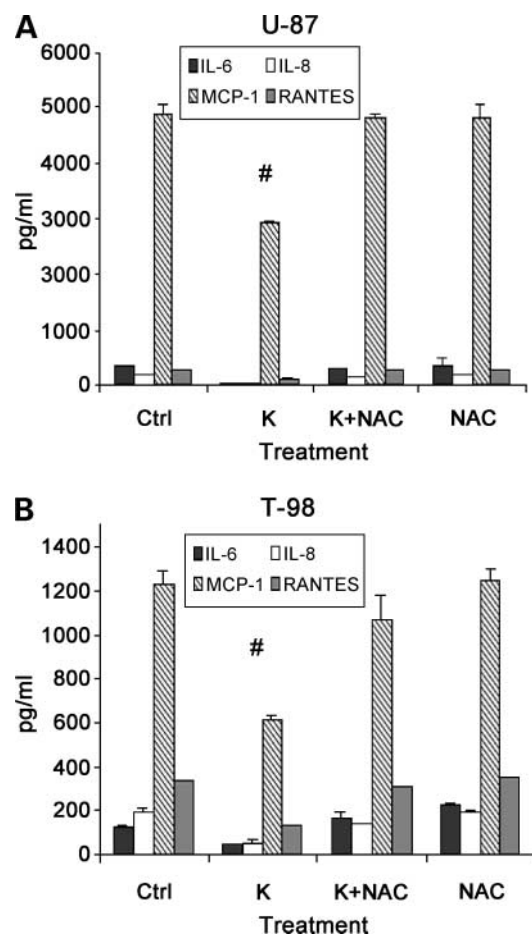 A
U-87
IL-6 IL-8
MCP-1 RANTES
6000
5000
4000
3000
3000
1000
0
pg/ml
#
Ctrl K K+NAC NAC
Treatment
B
T-98
IL-6 IL-8
MCP-1 RANTES
1400
1200
1000
800
600
400
200
0
pg/ml
#
Ctrl K K+NAC NAC
Treatment